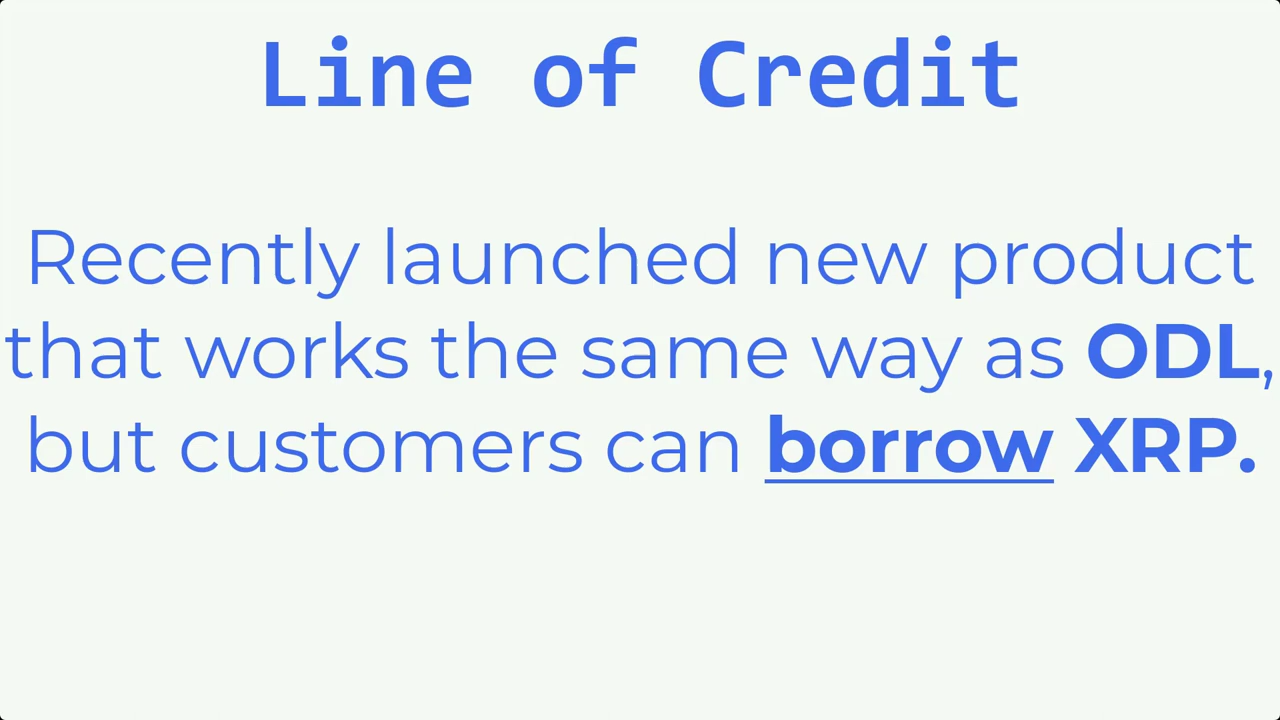 Line of Credit
Recently launched new product
that works the same way as ODL,
but customers can borrow XRP.